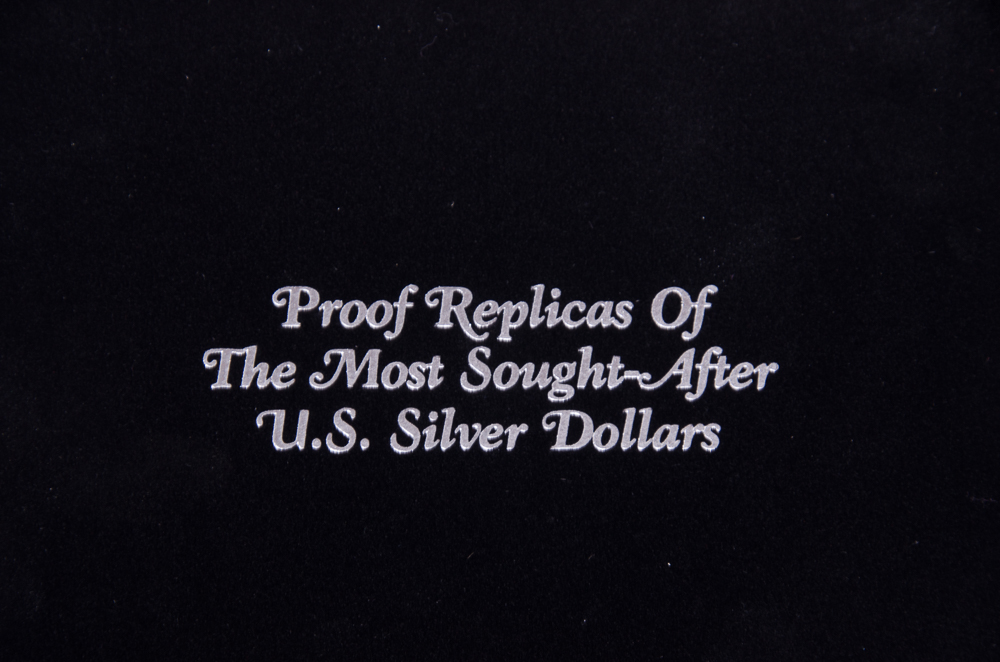 Proof Replicas Of
The Most Sought-After
U.S. Silver Dollars